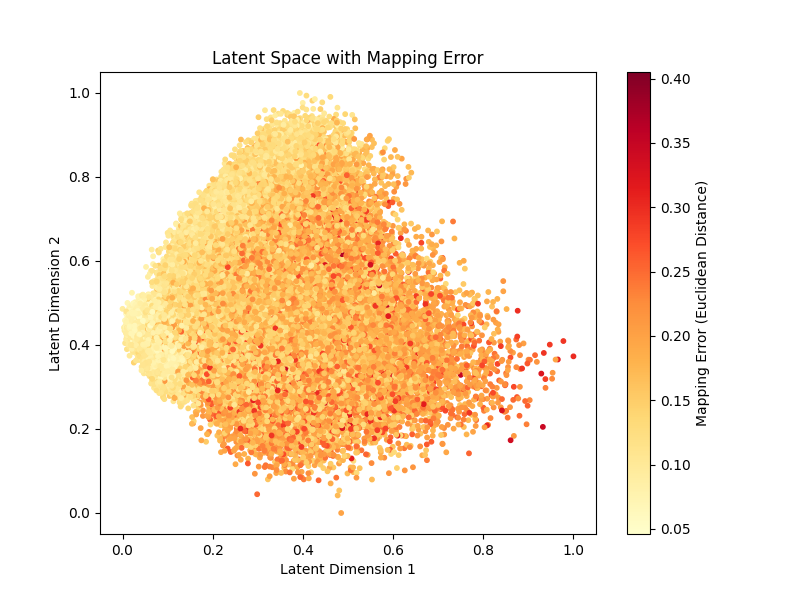 Latent Space with Mapping Error
Latent Dimension 2
1.0
0.8
0.6
0.4
0.2
0.0
0.0 0.2 0.4 0.6 0.8 1.0
Latent Dimension 1
0.40
0.35
0.30
0.25
0.20
0.15
0.10
0.05
Mapping Error (Euclidean Distance)